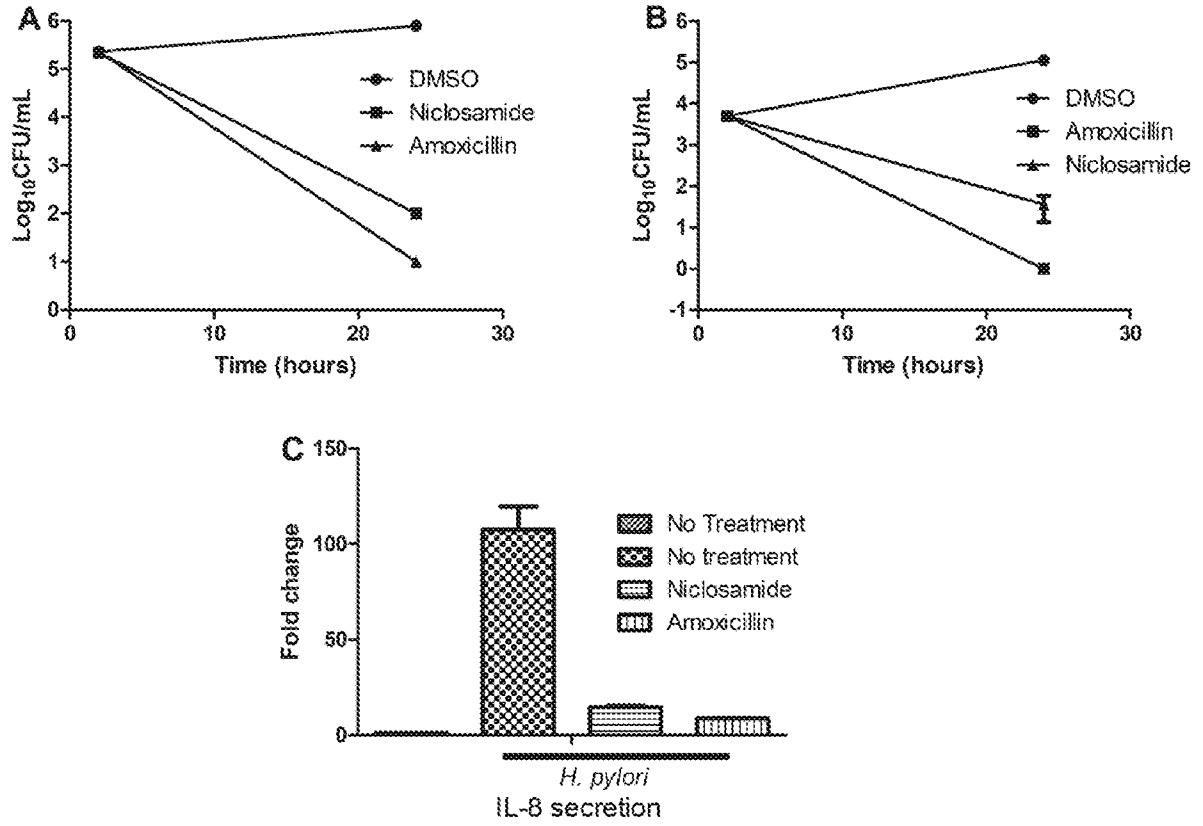 A
6
5
4
3
2
1
0
Log10CFU/mL
0 10 20 30
Time (hours)
DMSO
Niclosamide
Amoxicillin
B
6
5
4
3
2
1
0
-1
Log10CFU/mL
0 10 20 30
Time (hours)
DMSO
Amoxicillin
Niclosamide
C
150
100
50
0
Fold change
No Treatment
No treatment
Niclosamide
Amoxicillin
H. pylori
IL-8 secretion